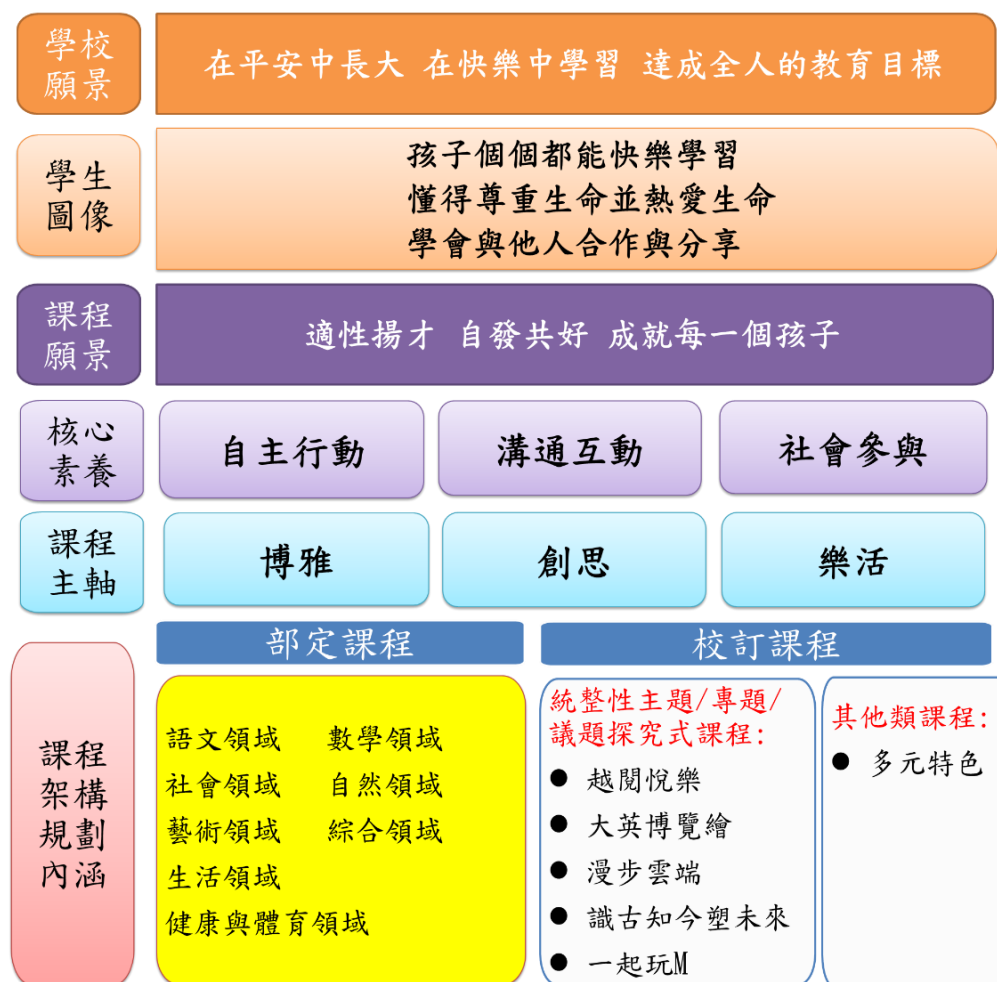 學校
願景
在平安中長大 在快樂中學習 達成全人的教育目標
學生
圖像
孩子個個都能快樂學習
懂得尊重生命並熱愛生命
學會與他人合作與分享
課程
願景
適性揚才 自發共好 成就每一個孩子
核心
素養
自主行動
溝通互動
社會參與
課程
主軸
博雅
創思
樂活
課程
架構
規劃
內涵
部定課程
語文領域 數學領域
社會領域 自然領域
藝術領域 綜合領域
生活領域
健康與體育領域
校訂課程
統整性主題/專題/
議題探究式課程:
● 越閱悅樂
● 大英博覽繪
● 漫步雲端
● 識古知今塑未來
● 一起玩M
其他類課程:
● 多元特色